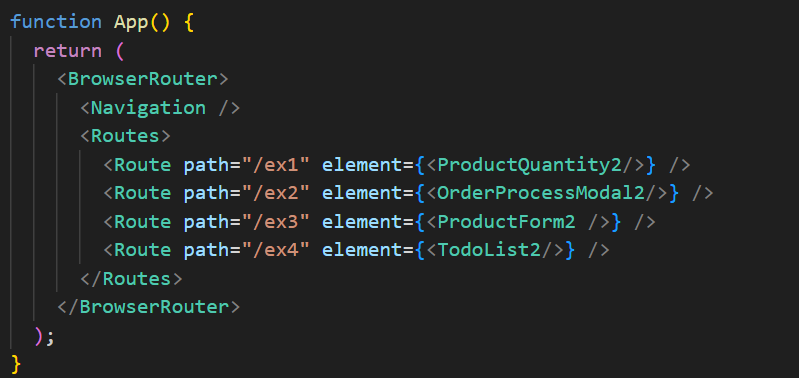 function App() {
return (
<BrowserRouter>
<Navigation />
<Routes>
<Route path="/ex1" element={<ProductQuantity2/>} />
<Route path="/ex2" element={<OrderProcessModal2/>} />
<Route path="/ex3" element={<ProductForm2 />} />
<Route path="/ex4" element={<TodoList2/>} />
</Routes>
</BrowserRouter>
);
}